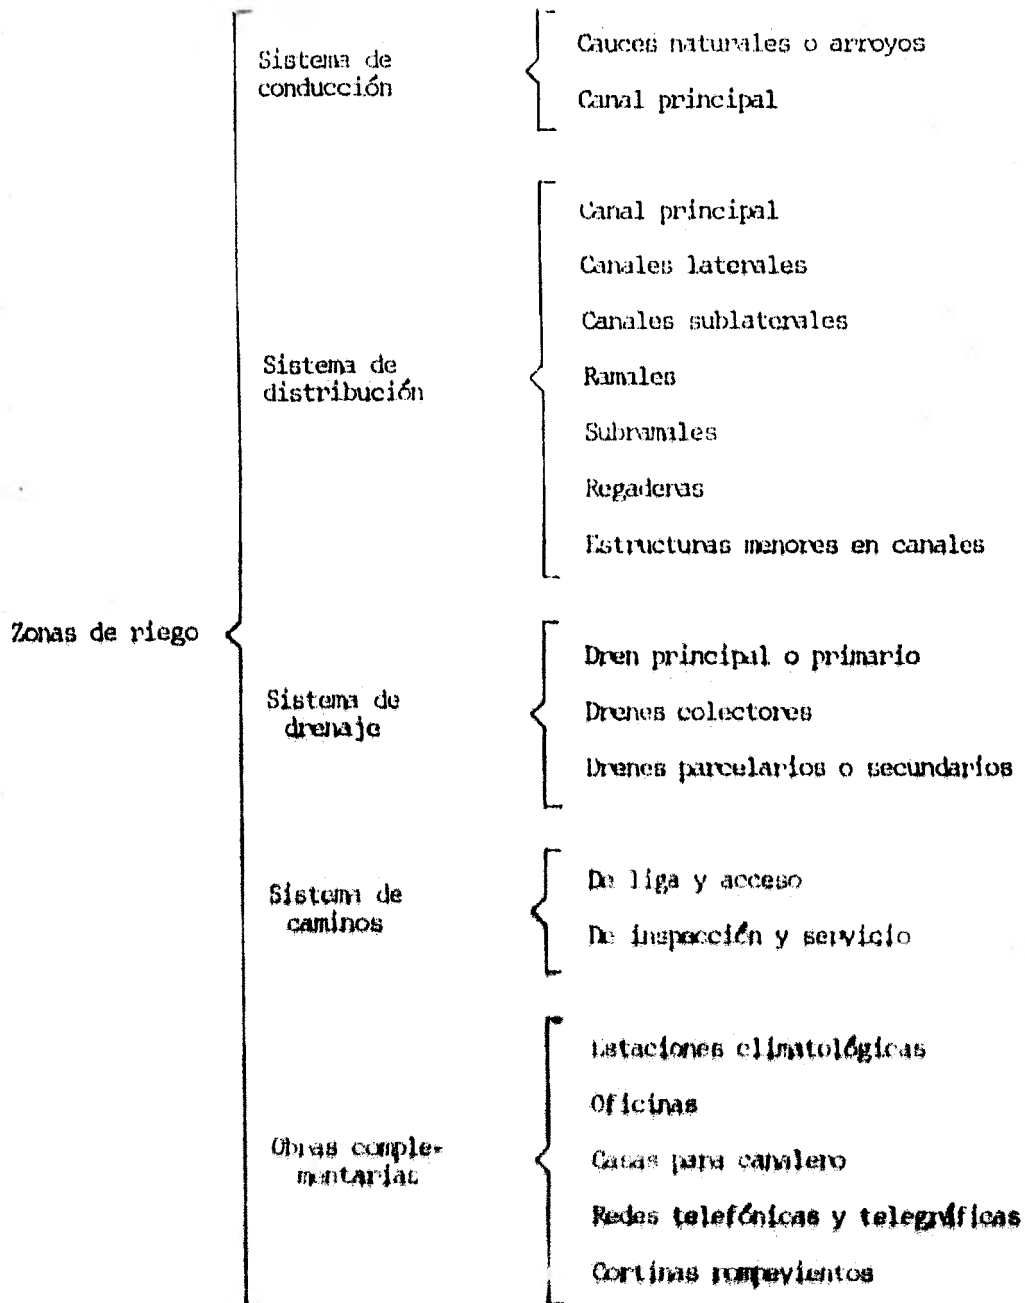 Sistema de
conducción
Cauces naturales o arroyos
Canal principal
Sistema de
distribución
Canal principal
Canales laterales
Canales sublaterales
Ramales
Subramales
Regaderas
Estructuras menores en canales
Zonas de riego
Sistema de
drenaje
Dren principal o primario
Drenes colectores
Drenes parcelarios o secundarios
Sistema de
caminos
De liga y acceso
De inspección y servicio
Obras comple-
mentarias
Estaciones climatológicas
Oficinas
Casas para canalero
Redes telefónicas y telegráficas
Cortinas rompevientos